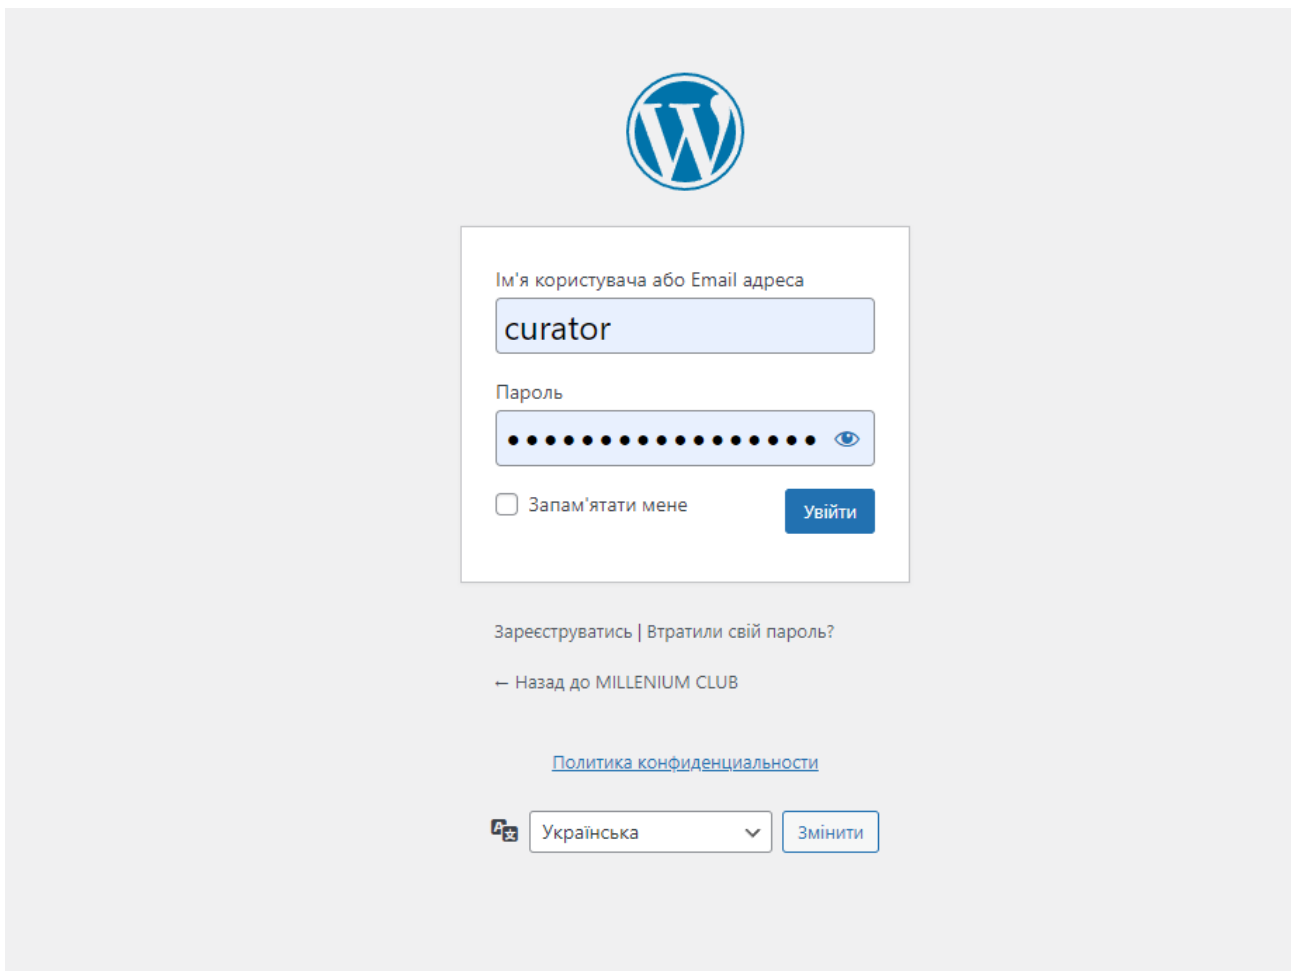 Ім'я користувача або Email адреса
curator
Пароль
•••••••••••••••••
Запам'ятати мене
Увійти
Зареєструватись | Втратили свій пароль?
← Назад до MILLENIUM CLUB
Политика конфиденциальности
Українська
Змінити